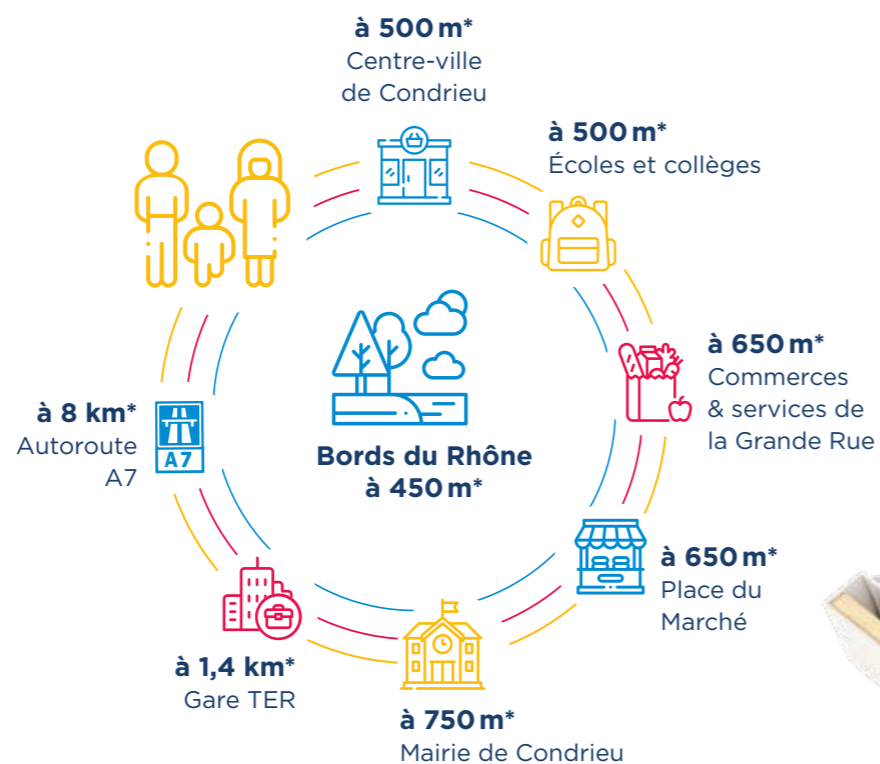 à 500 m*
Centre-ville
de Condrieu
à 500 m*
Écoles et collèges
à 650 m*
Commerces
& services de
la Grande Rue
à 650 m*
Place du
Marché
à 750 m*
Mairie de Condrieu
à 1,4 km*
Gare TER
à 8 km*
Autoroute
A7
A7
Bords du Rhône
à 450 m*